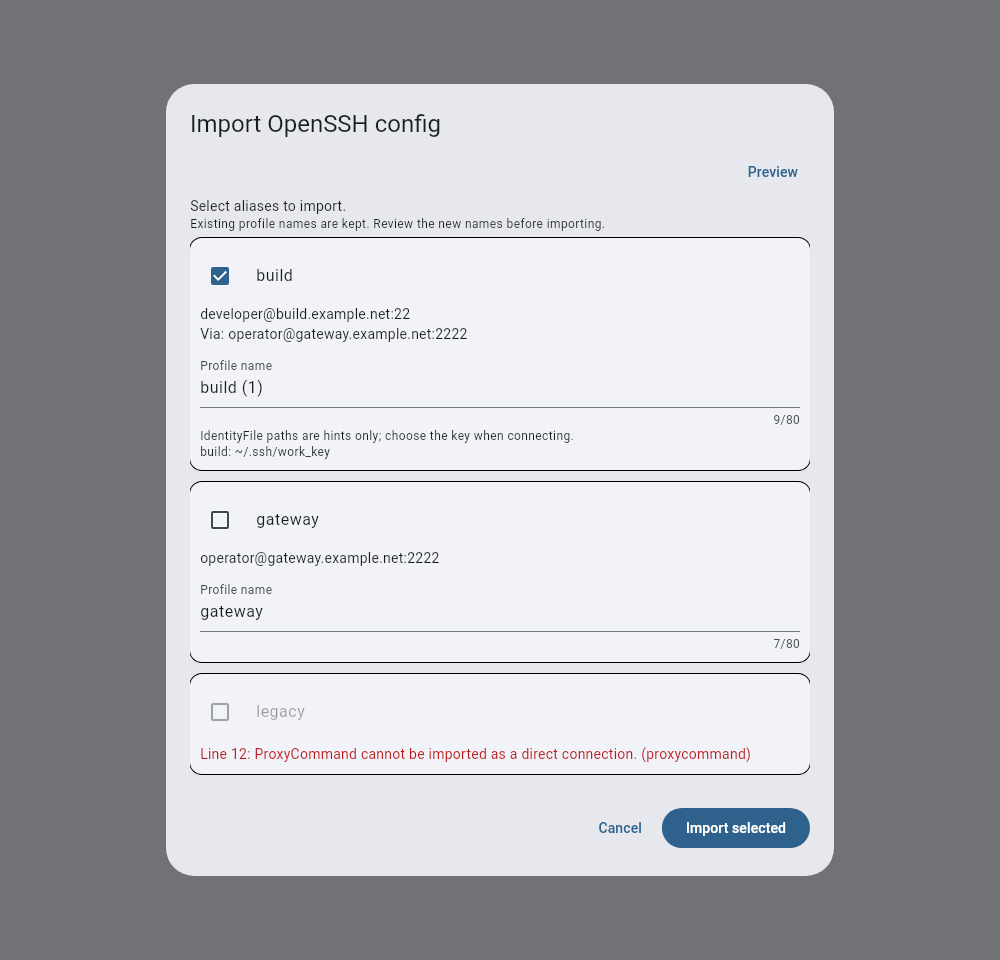 Import OpenSSH config
Preview
Select aliases to import.
Existing profile names are kept. Review the new names before importing.
build
developer@build.example.net:22
Via: operator@gateway.example.net:2222
Profile name
build (1)
9/80
IdentityFile paths are hints only; choose the key when connecting.
build: ~/.ssh/work_key
gateway
operator@gateway.example.net:2222
Profile name
gateway
7/80
legacy
Line 12: ProxyCommand cannot be imported as a direct connection. (proxycommand)
Cancel
Import selected